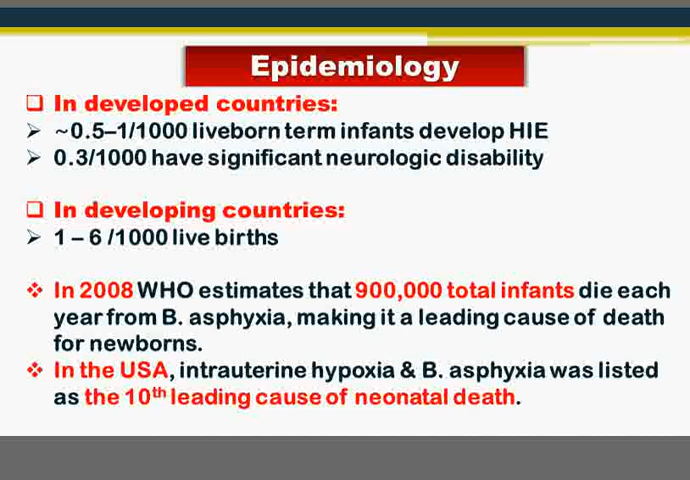 Epidemiology
❑ In developed countries:
➢ ~0.5–1/1000 liveborn term infants develop HIE
➢ 0.3/1000 have significant neurologic disability
❑ In developing countries:
➢ 1 – 6 /1000 live births
❖ In 2008 WHO estimates that 900,000 total infants die each
year from B. asphyxia, making it a leading cause of death
for newborns.
❖ In the USA, intrauterine hypoxia & B. asphyxia was listed
as the 10th leading cause of neonatal death.